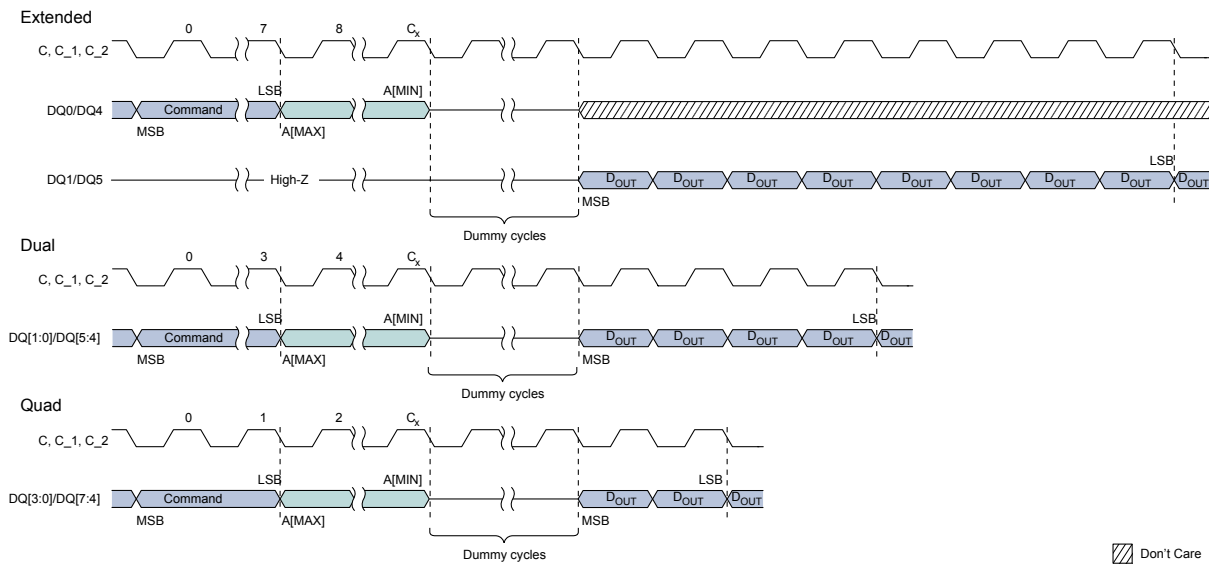 Extended
0 7 8 Cx
C, C_1, C_2
LSB A[MIN]
DQ0/DQ4 Command
MSB A[MAX]
LSB
DQ1/DQ5 High-Z DOUT DOUT DOUT DOUT DOUT DOUT DOUT DOUT DOUT
MSB
Dummy cycles
Dual
0 3 4 Cx
C, C_1, C_2
LSB A[MIN] LSB
DQ[1:0]/DQ[5:4] Command DOUT DOUT DOUT DOUT DOUT
MSB A[MAX] MSB
Dummy cycles
Quad
0 1 2 Cx
C, C_1, C_2
LSB A[MIN] LSB
DQ[3:0]/DQ[7:4] Command DOUT DOUT DOUT
MSB A[MAX] MSB
Dummy cycles
Don't Care